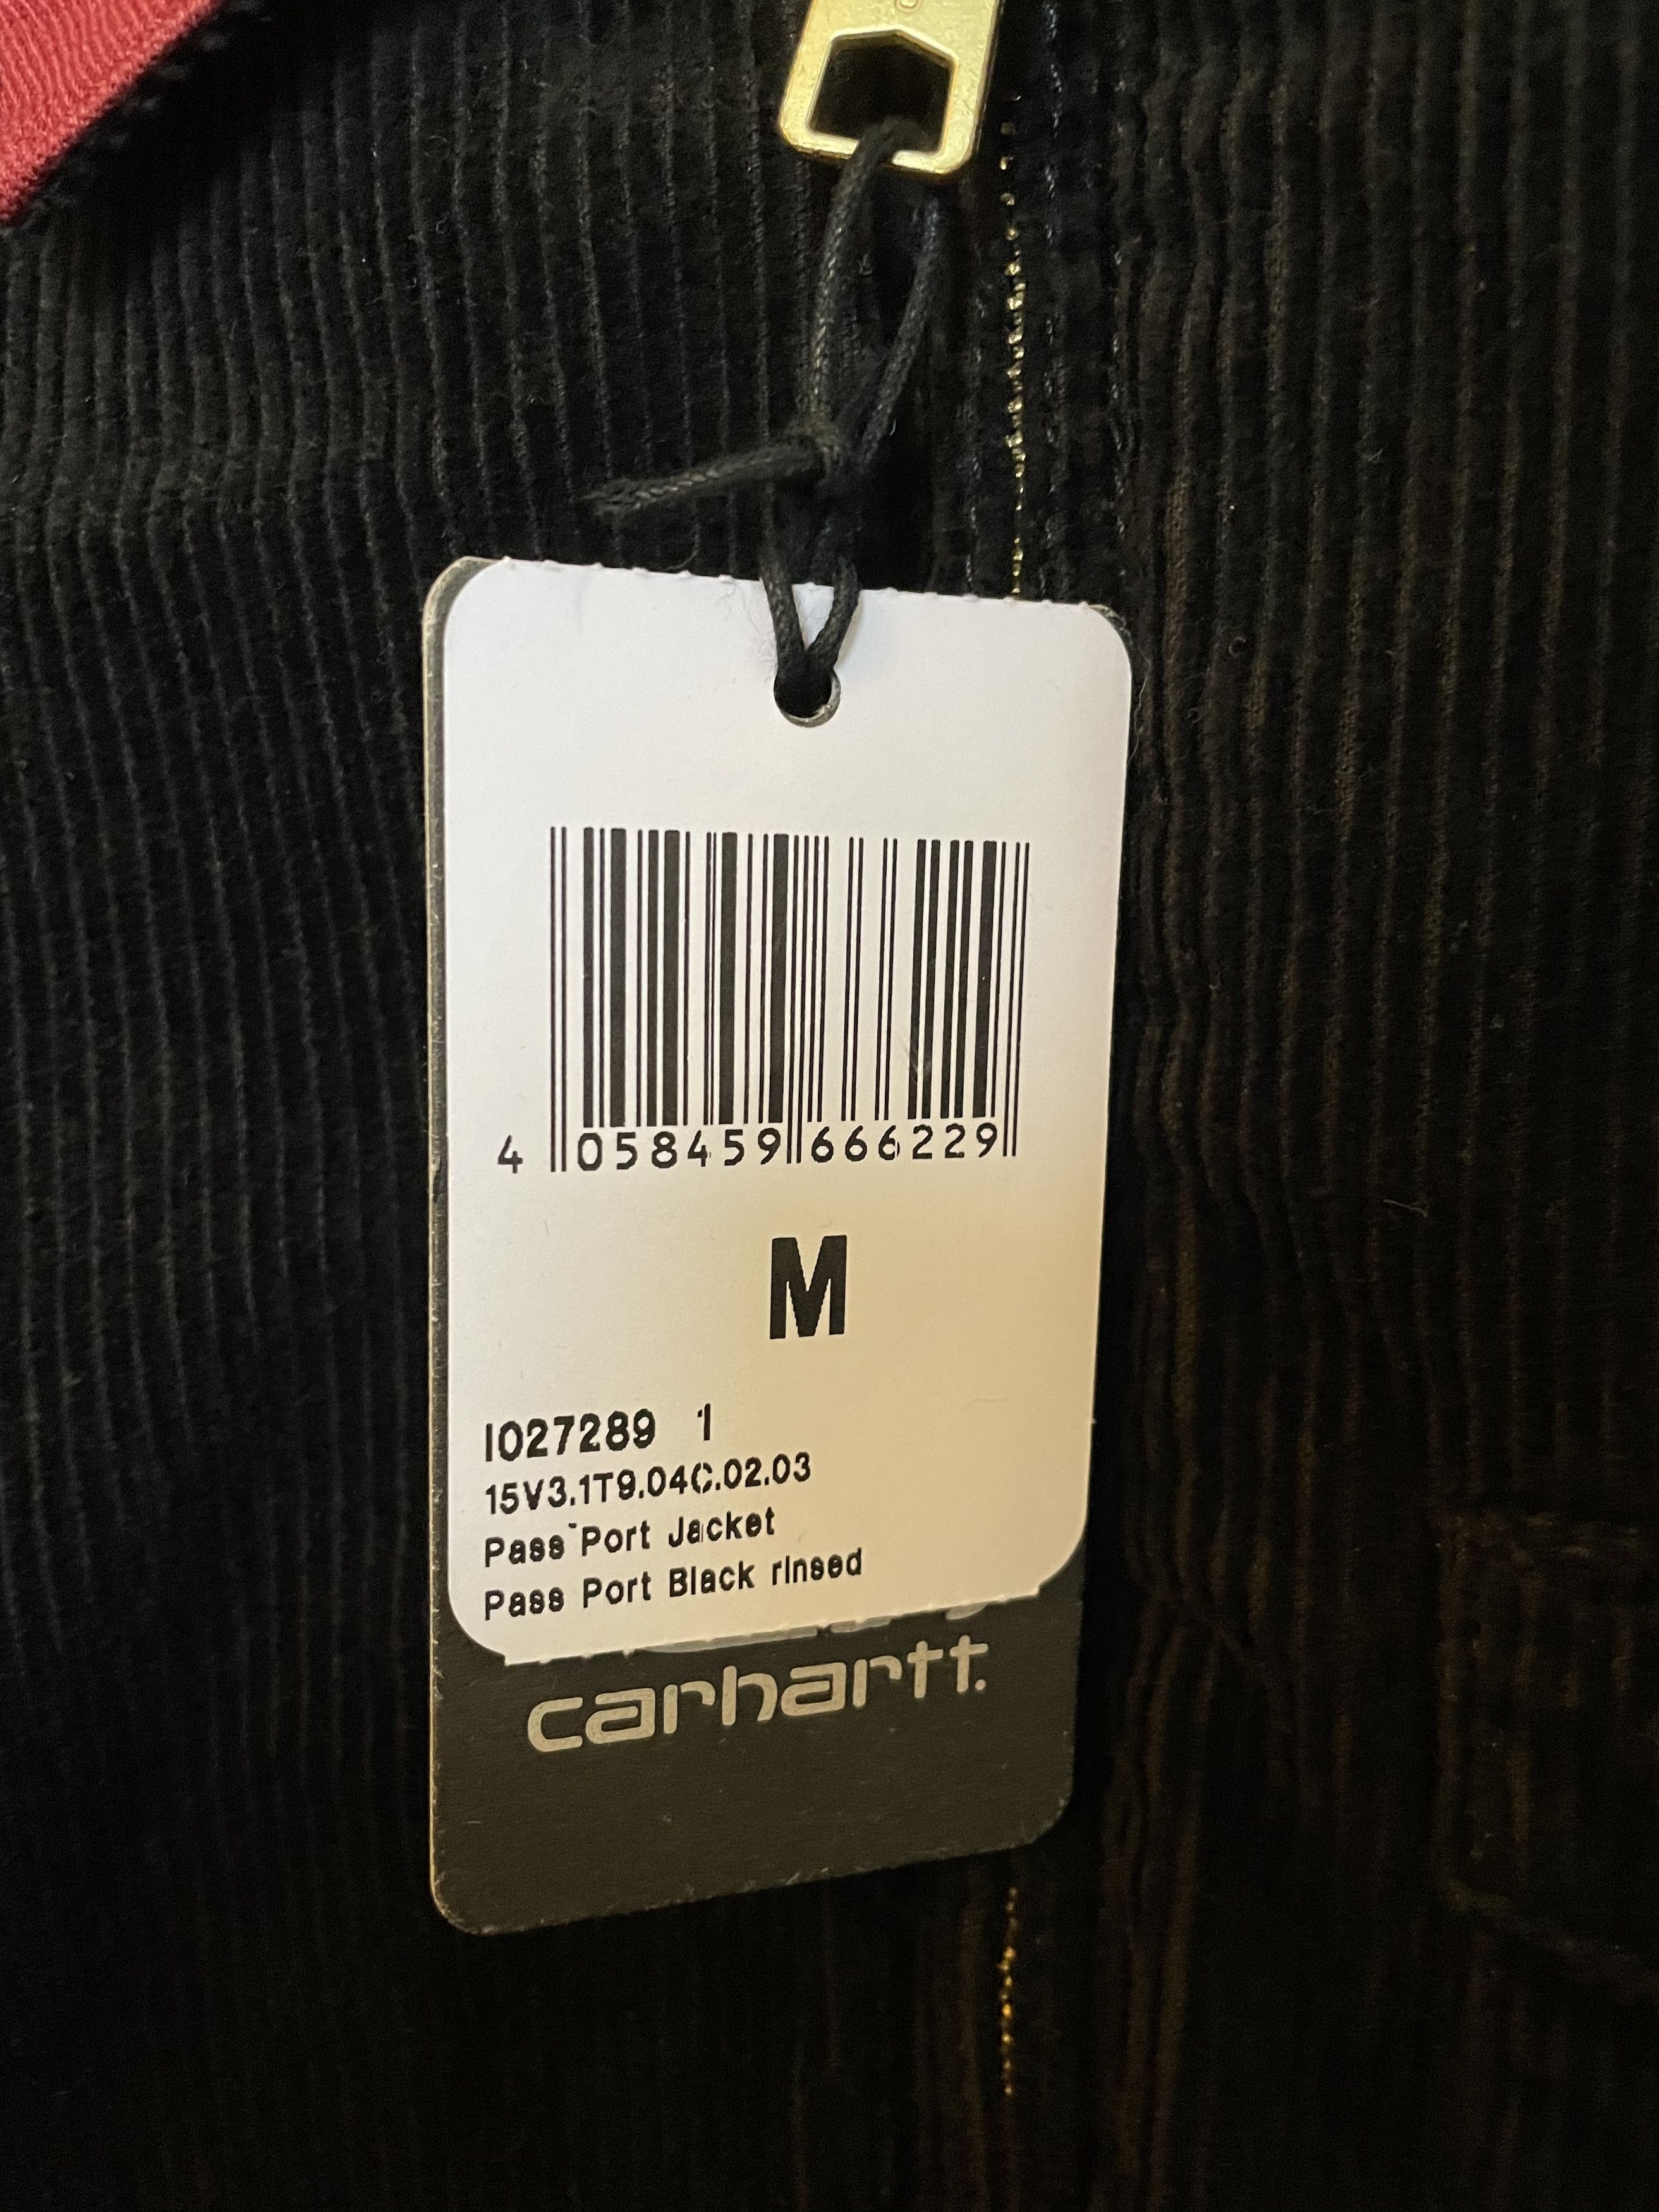 4 058459 666229
M
I027289 1
15V3.1T9.04C.02.03
Pass Port Jacket
Pass Port Black rinsed
carhartt.